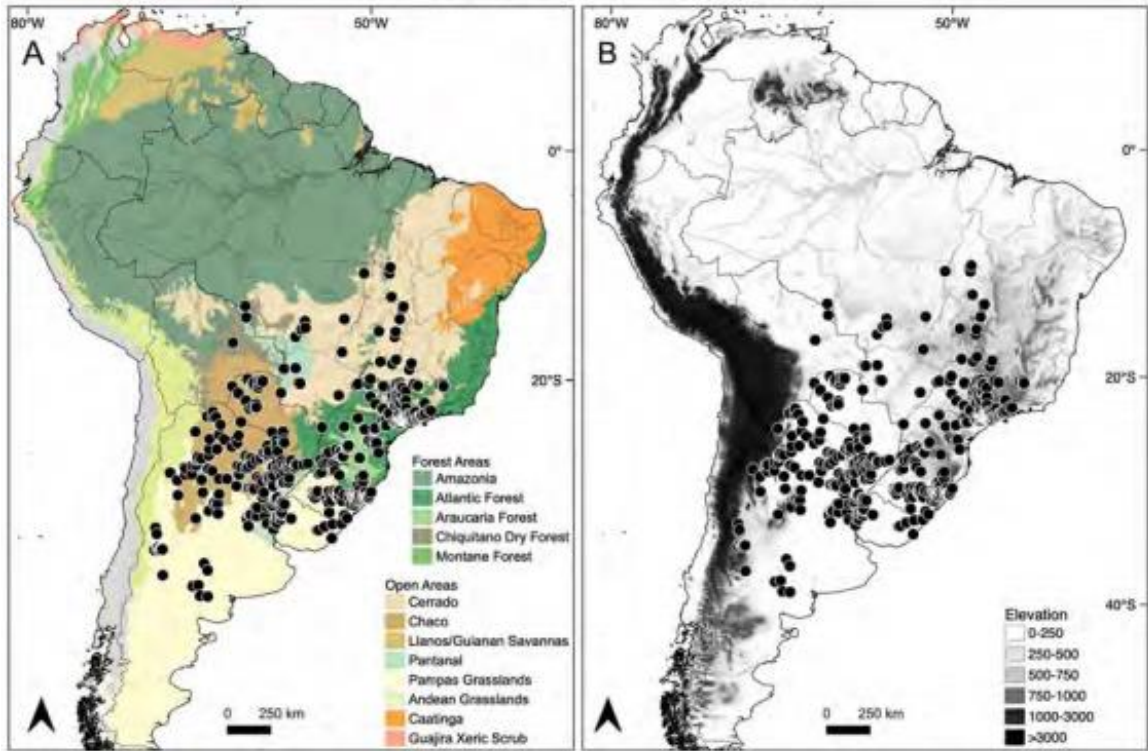 80°W
50°W
A
0°
20°S
Forest Areas
Amazonia
Atlantic Forest
Araucaria Forest
Chiquitano Dry Forest
Montane Forest
Open Areas
Cerrado
Chaco
Llanos/Guianan Savannas
Pantanal
Pampas Grasslands
Andean Grasslands
Caatinga
Guajira Xeric Scrub
0 250 km
80°W
50°W
B
0°
20°S
40°S
Elevation
0-250
250-500
500-750
750-1000
1000-3000
>3000
0 250 km